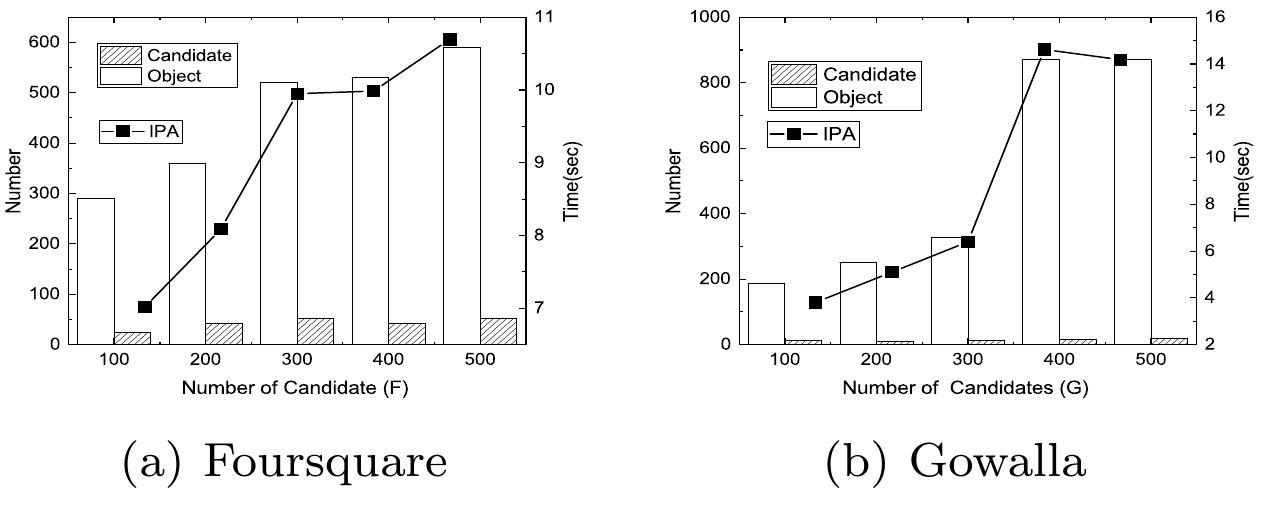 600
500
400
300
200
100
0
Number
Candidate
Object
IPA
11
10
9
8
7
Time(sec)
100 200 300 400 500
Number of Candidate (F)
(a) Foursquare
1000
800
600
400
200
0
Number
Candidate
Object
IPA
16
14
12
10
8
6
4
2
Time(sec)
100 200 300 400 500
Number of Candidates (G)
(b) Gowalla